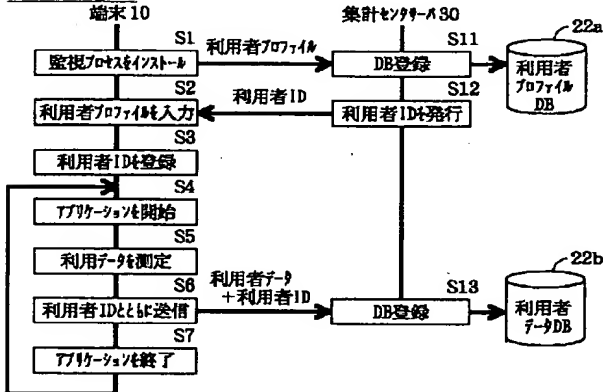 端末10
集計センタサーバ30
22a
S1
監視プロセスをインストール
利用者プロファイル
S11
DB登録
利用者
プロファイル
DB
S2
利用者プロファイルを入力
利用者ID
S12
利用者IDを発行
S3
利用者IDを登録
S4
アプリケーションを開始
S5
利用データを測定
22b
S6
利用者IDとともに送信
利用者データ
+利用者ID
S13
DB登録
利用者
データDB
S7
アプリケーションを終了